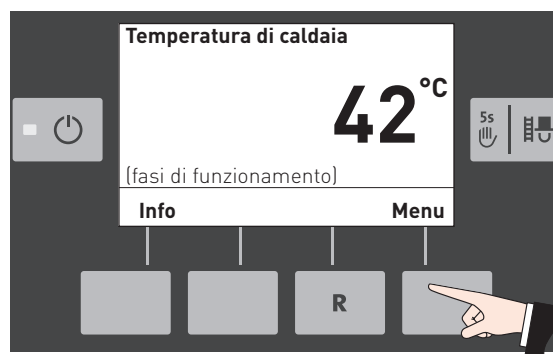 Temperatura di caldaia
42°C
5s
(fasi di funzionamento)
Info Menu
R